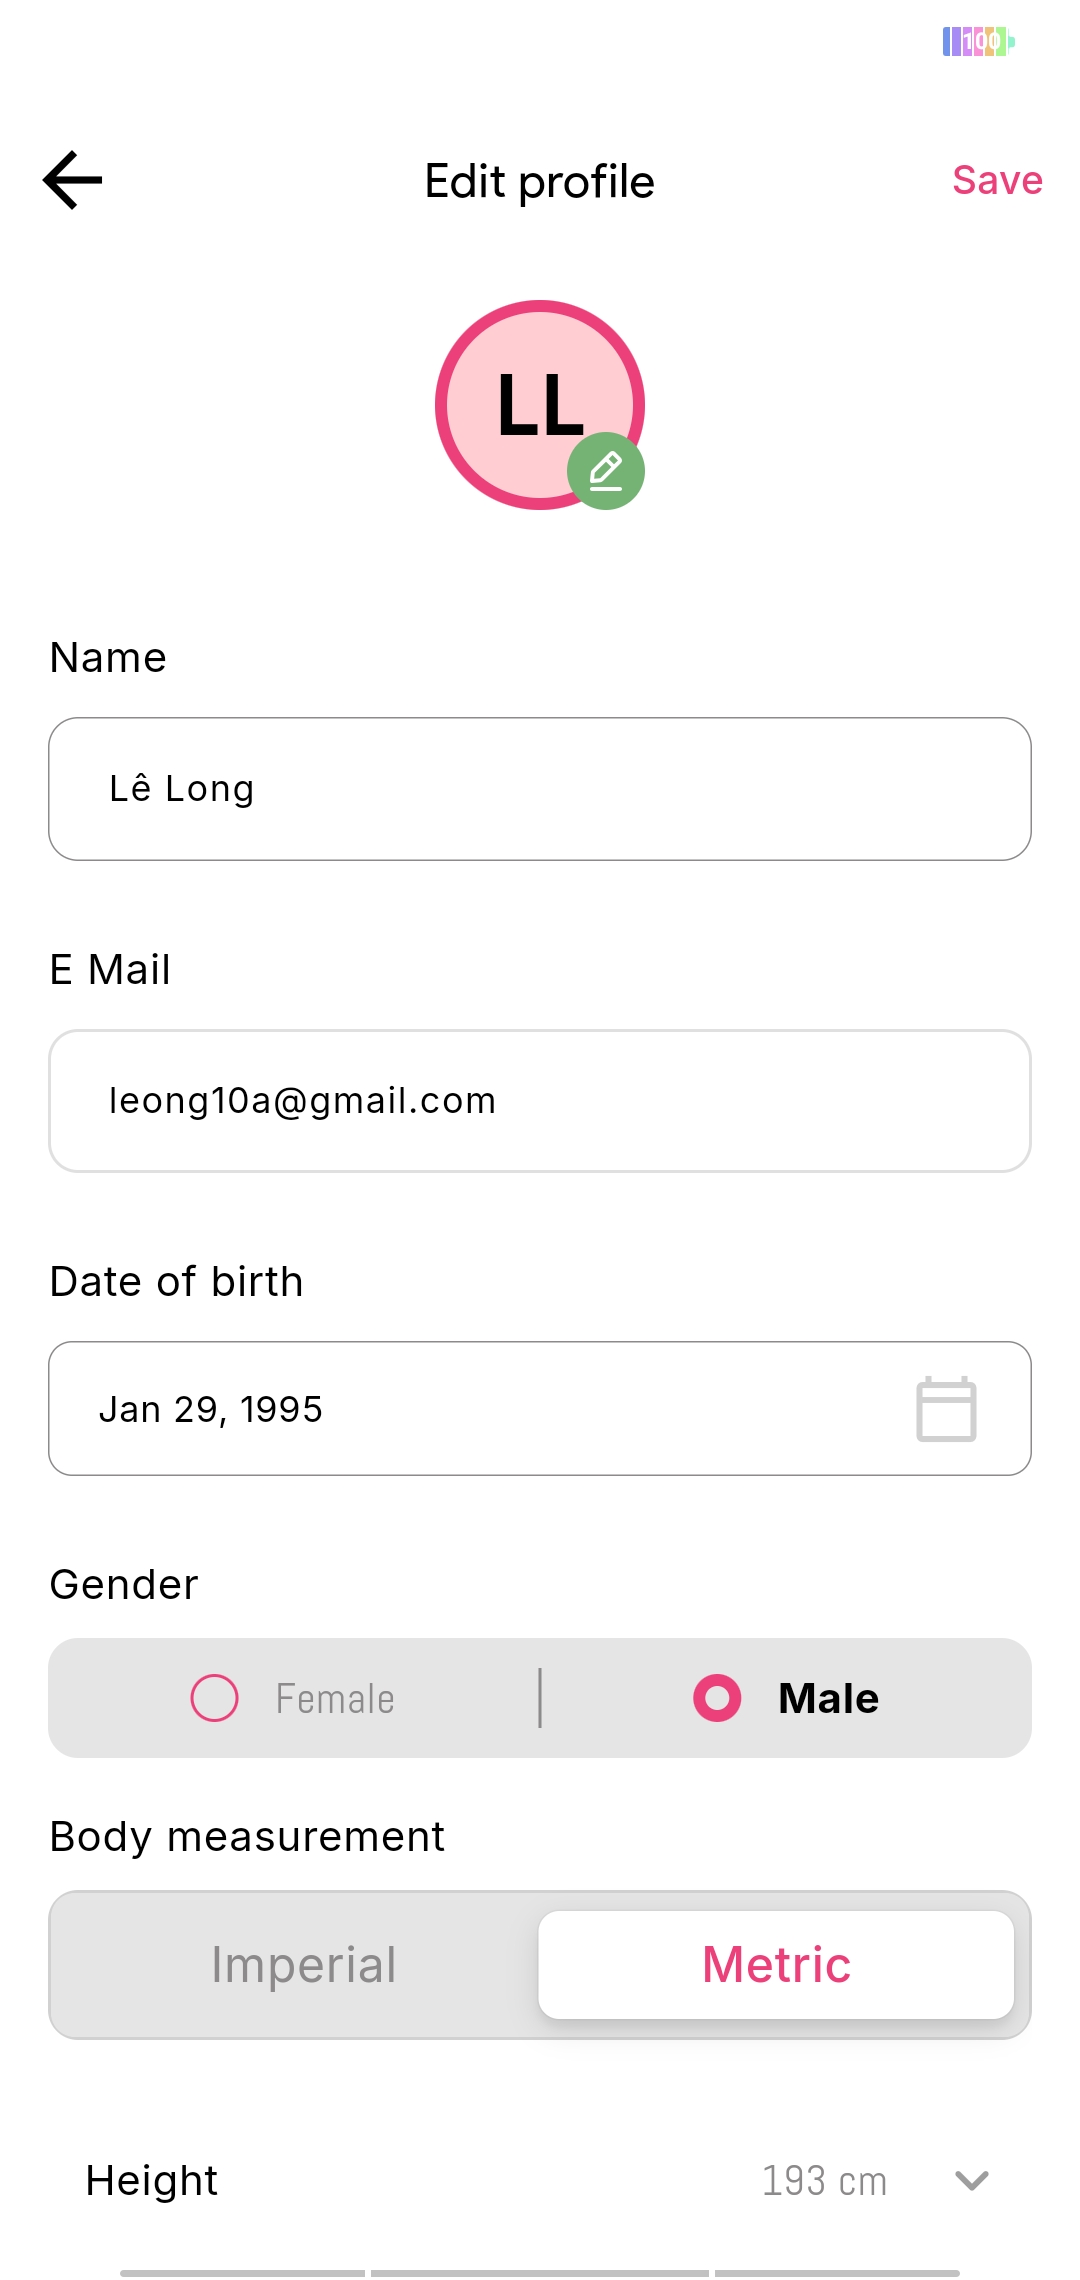 100
Edit profile
Save
LL
Name
Lê Long
E Mail
leong10a@gmail.com
Date of birth
Jan 29, 1995
Gender
Female | Male
Body measurement
Imperial Metric
Height 193 cm